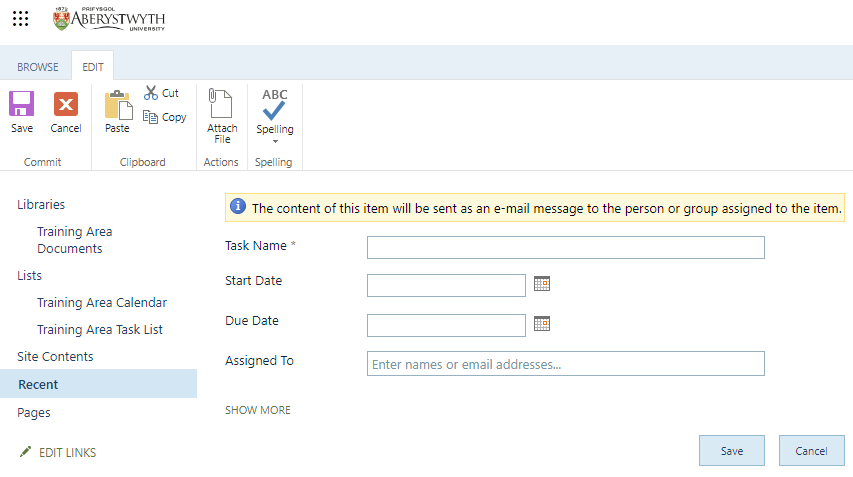 1872
PRIFYSGOL
ABERYSTWYTH
UNIVERSITY
BROWSE
EDIT
Save
Cancel
Paste
Cut
Copy
Attach
File
ABC
Spelling
Commit
Clipboard
Actions
Spelling
Libraries
Training Area
Documents
Lists
Training Area Calendar
Training Area Task List
Site Contents
Recent
Pages
EDIT LINKS
The content of this item will be sent as an e-mail message to the person or group assigned to the item.
Task Name *
Start Date
Due Date
Assigned To
Enter names or email addresses...
SHOW MORE
Save
Cancel